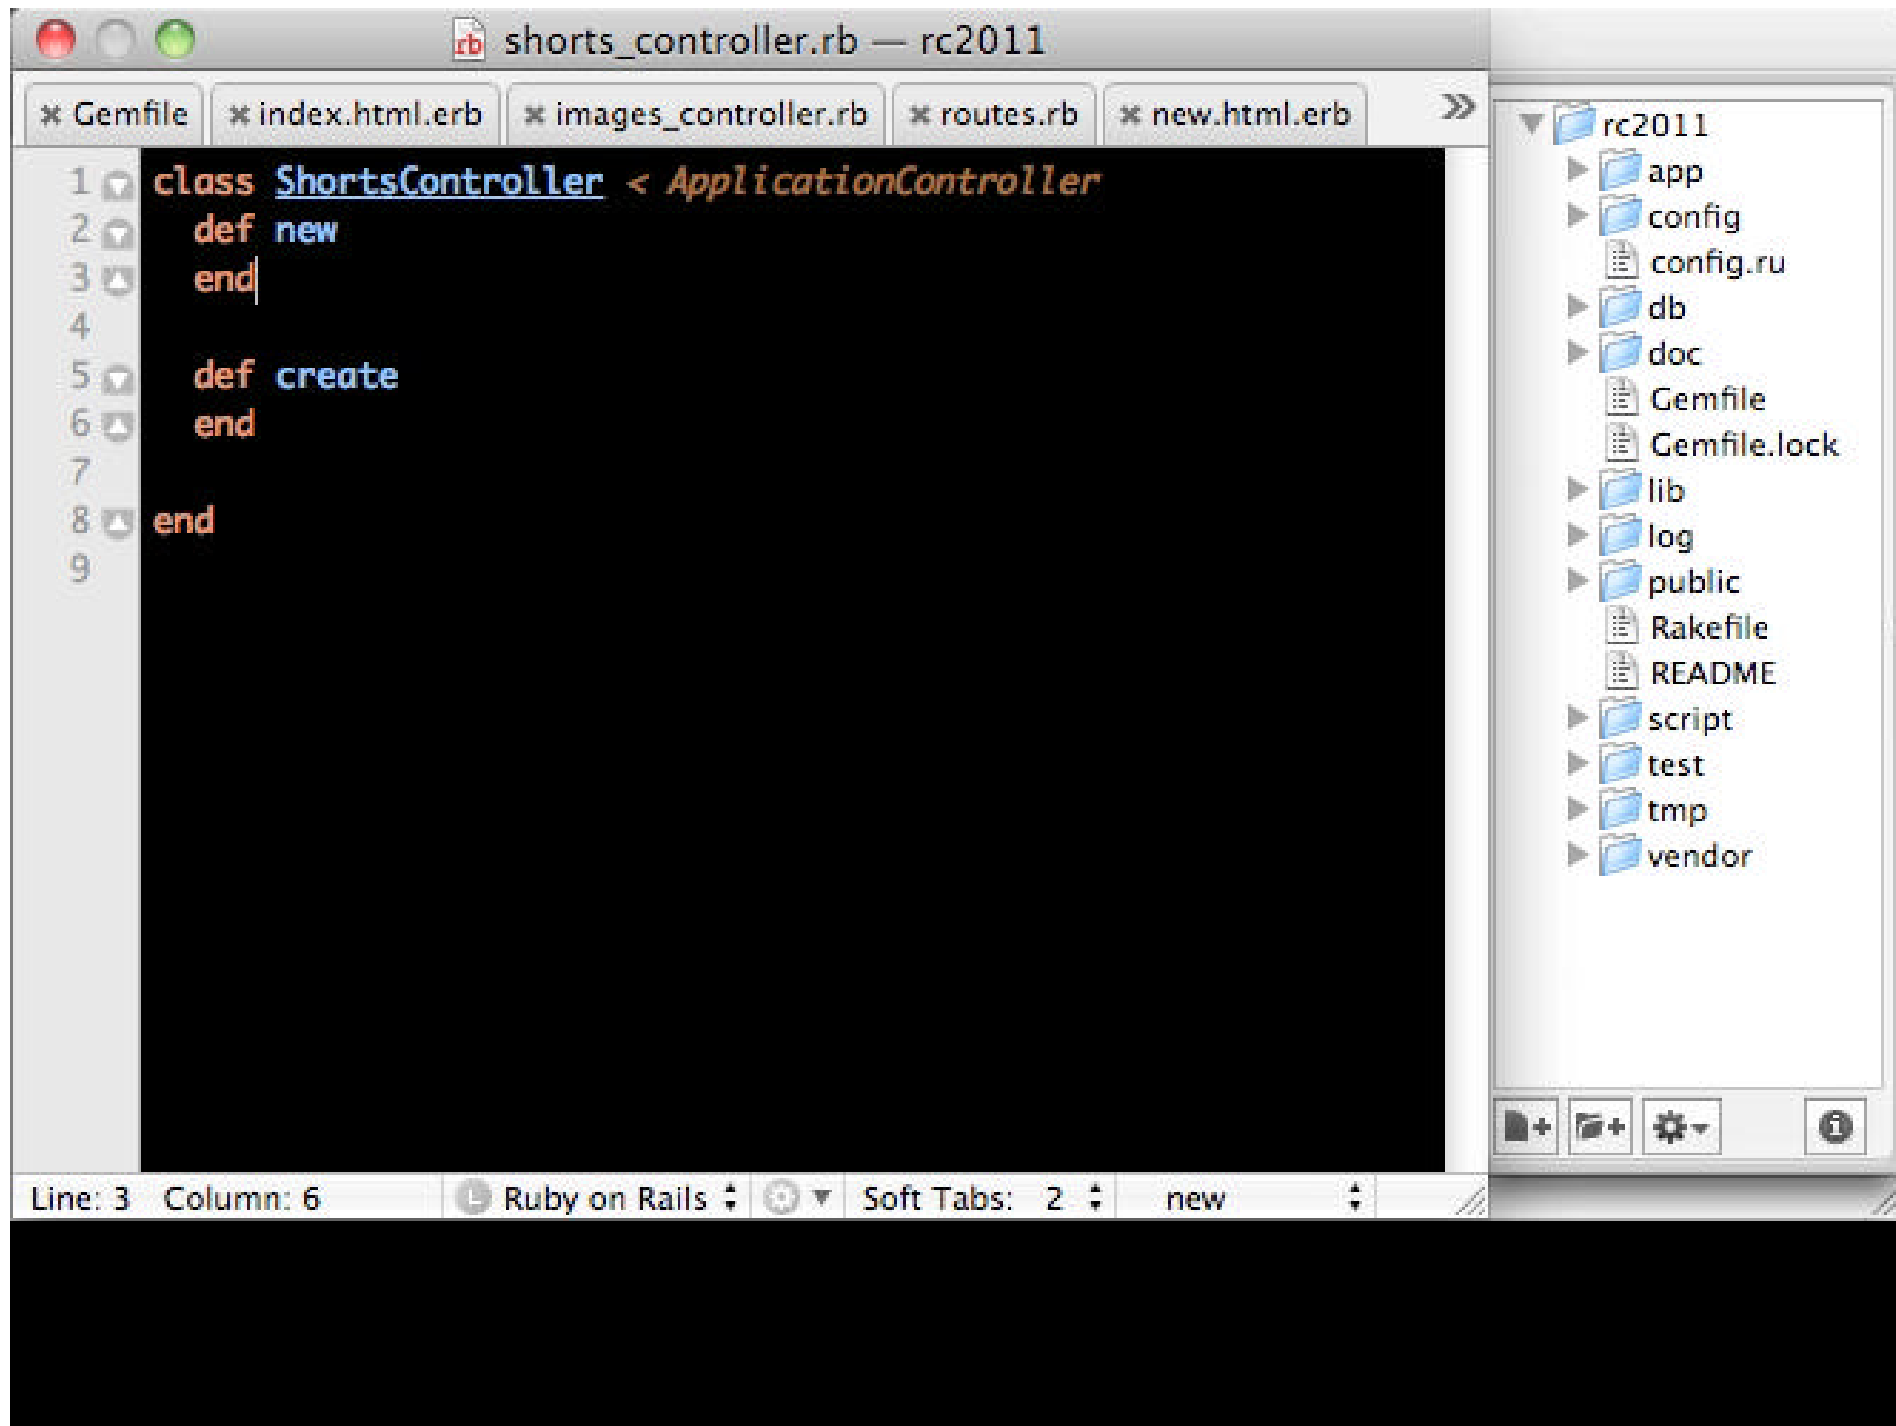 shorts_controller.rb — rc2011
Gemfile index.html.erb images_controller.rb routes.rb new.html.erb »
1 class ShortsController < ApplicationController
2   def new
3   end
4
5   def create
6   end
7
8 end
9
Line: 3 Column: 6 L Ruby on Rails Soft Tabs: 2 new
rc2011
app
config
config.ru
db
doc
Gemfile
Gemfile.lock
lib
log
public
Rakefile
README
script
test
tmp
vendor